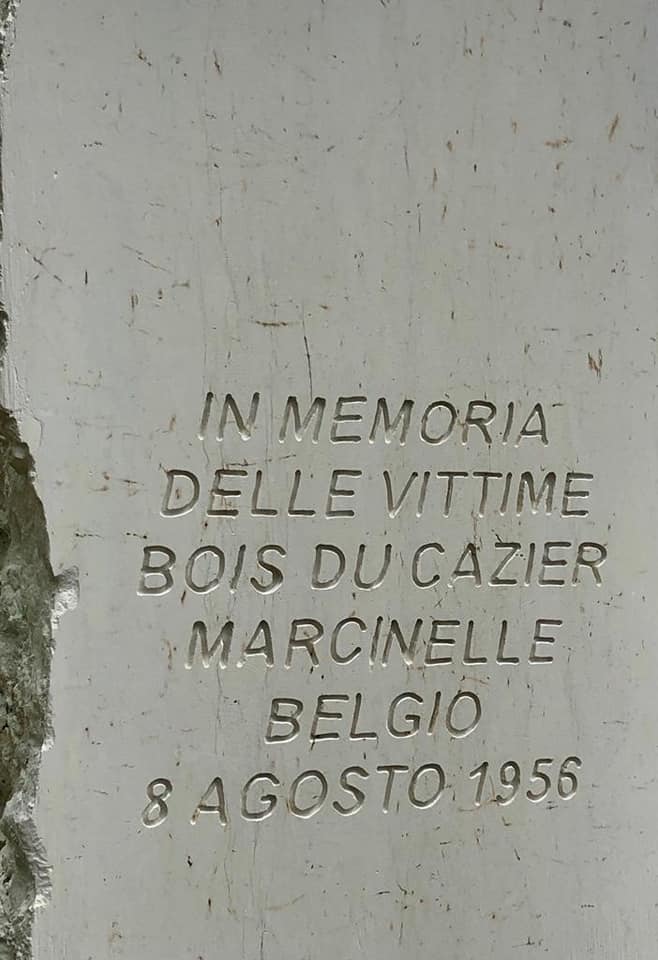 IN MEMORIA
DELLE VITTIME
BOIS DU CAZIER
MARCINELLE
BELGIO
8 AGOSTO 1956